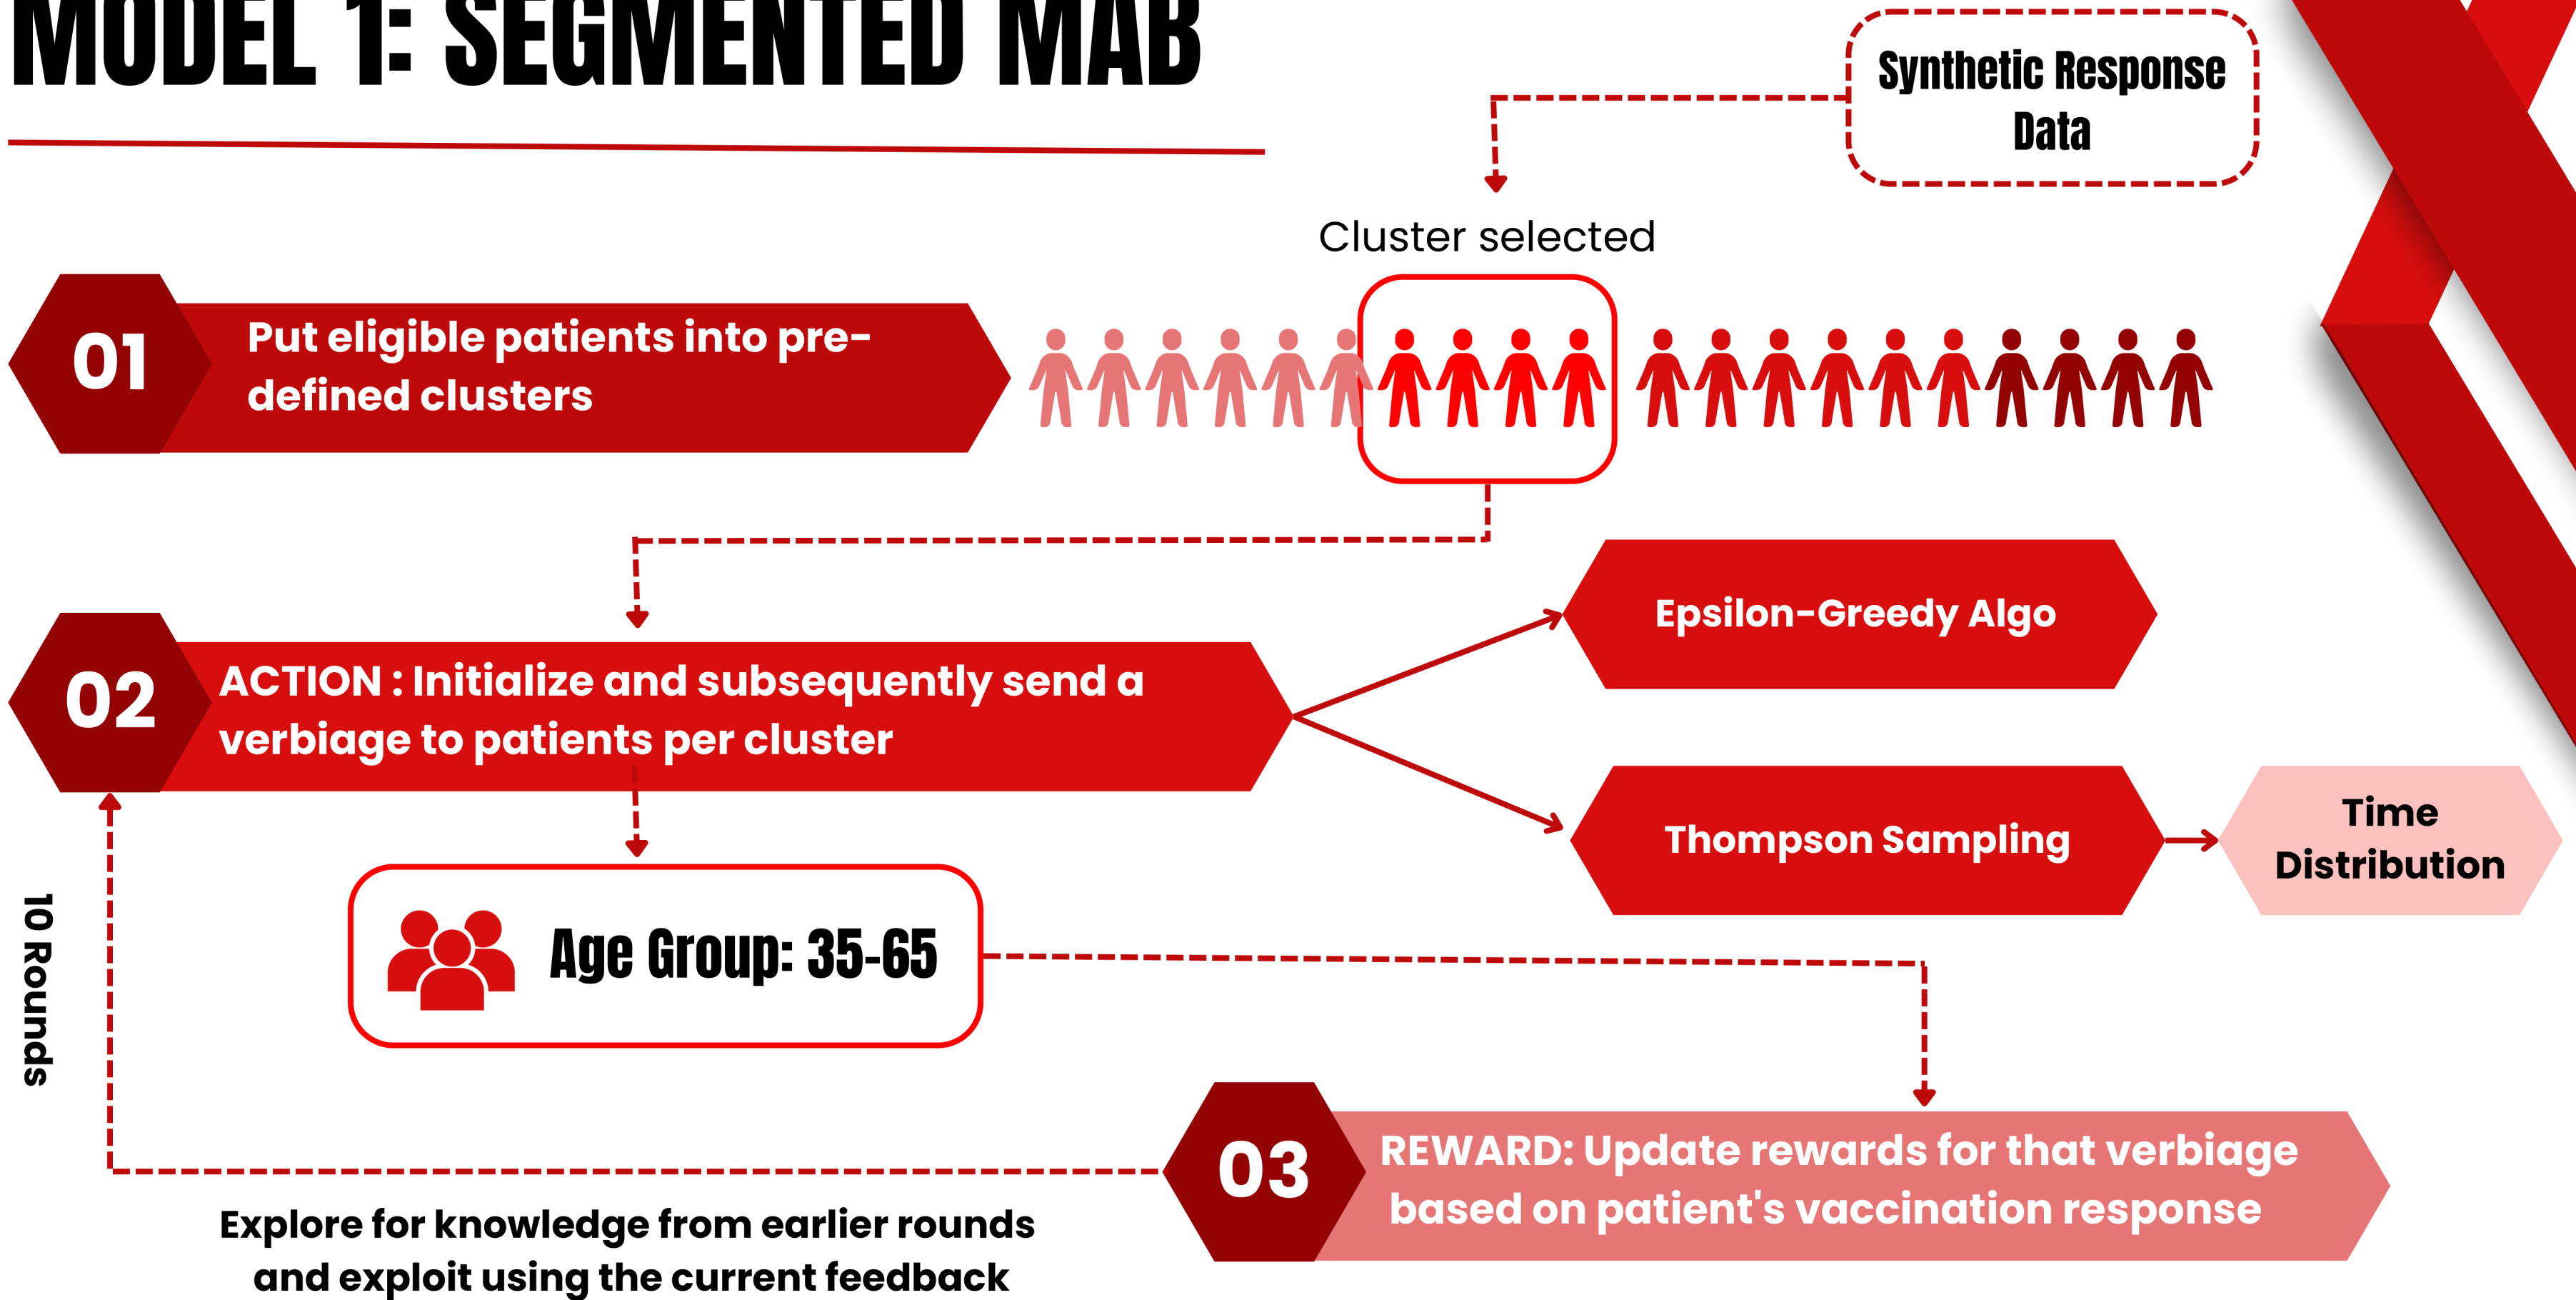 MODEL 1: SEGMENTED MAB
Synthetic Response
Data
Cluster selected
01
Put eligible patients into pre-
defined clusters
02
ACTION : Initialize and subsequently send a
verbiage to patients per cluster
Epsilon-Greedy Algo
Thompson Sampling
Time
Distribution
Age Group: 35-65
10 Rounds
03
REWARD: Update rewards for that verbiage
based on patient's vaccination response
Explore for knowledge from earlier rounds
and exploit using the current feedback